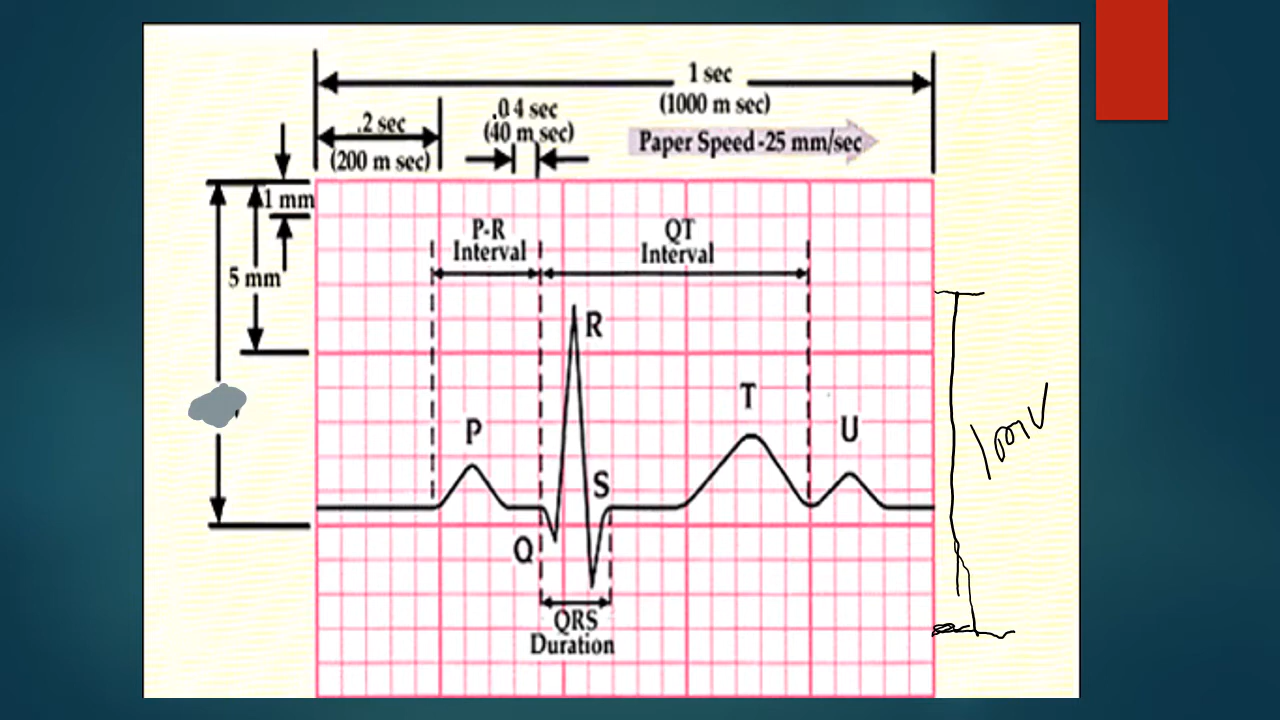 1 sec
(1000 m sec)
.04 sec
(40 m sec)
.2 sec
(200 m sec)
Paper Speed-25 mm/sec
1 mm
5 mm
P-R
Interval
QT
Interval
R
P
T
U
S
Q
QRS
Duration
1mV